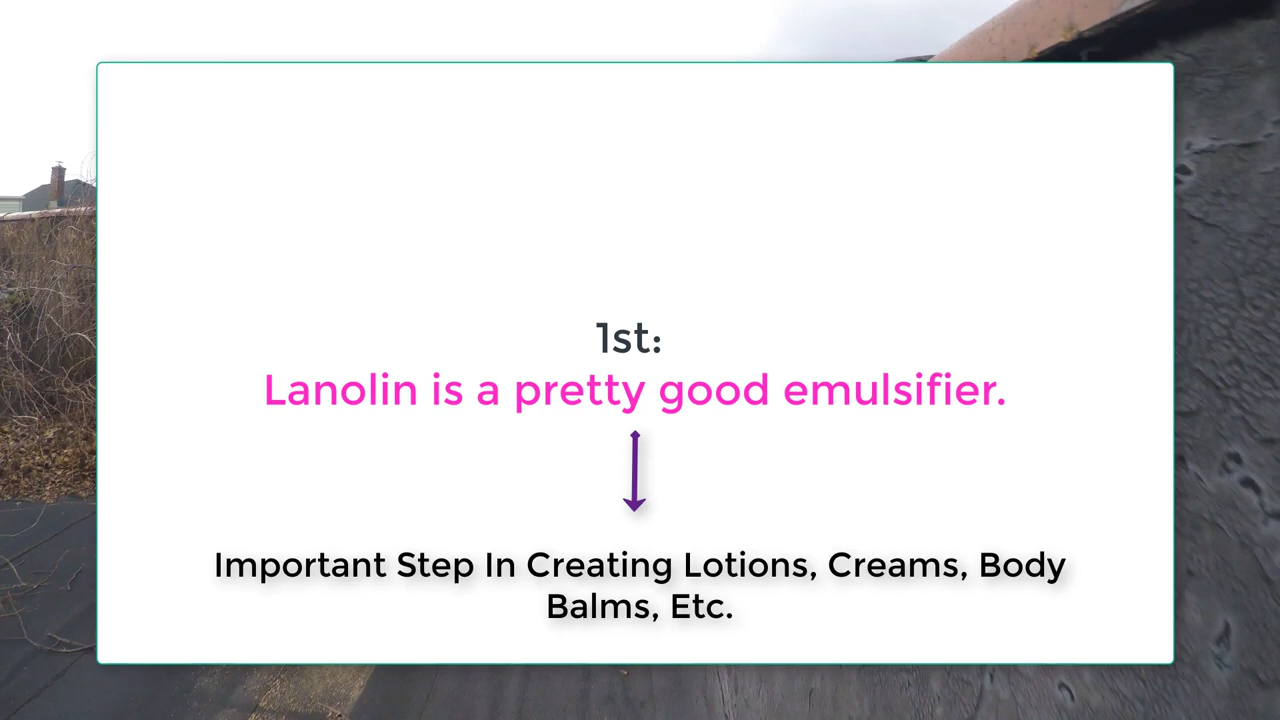 1st:
Lanolin is a pretty good emulsifier.
Important Step In Creating Lotions, Creams, Body
Balms, Etc.